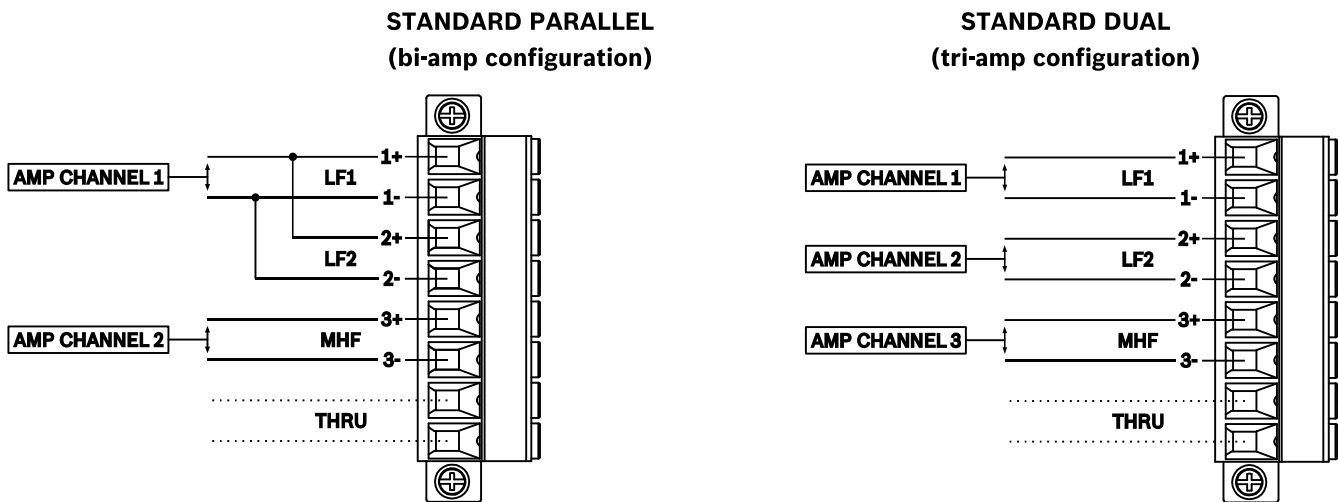 STANDARD PARALLEL
(bi-amp configuration)
AMP CHANNEL 1
1+
LF1
1-
2+
LF2
2-
AMP CHANNEL 2
3+
MHF
3-
THRU
STANDARD DUAL
(tri-amp configuration)
AMP CHANNEL 1
1+
LF1
1-
AMP CHANNEL 2
2+
LF2
2-
AMP CHANNEL 3
3+
MHF
3-
THRU